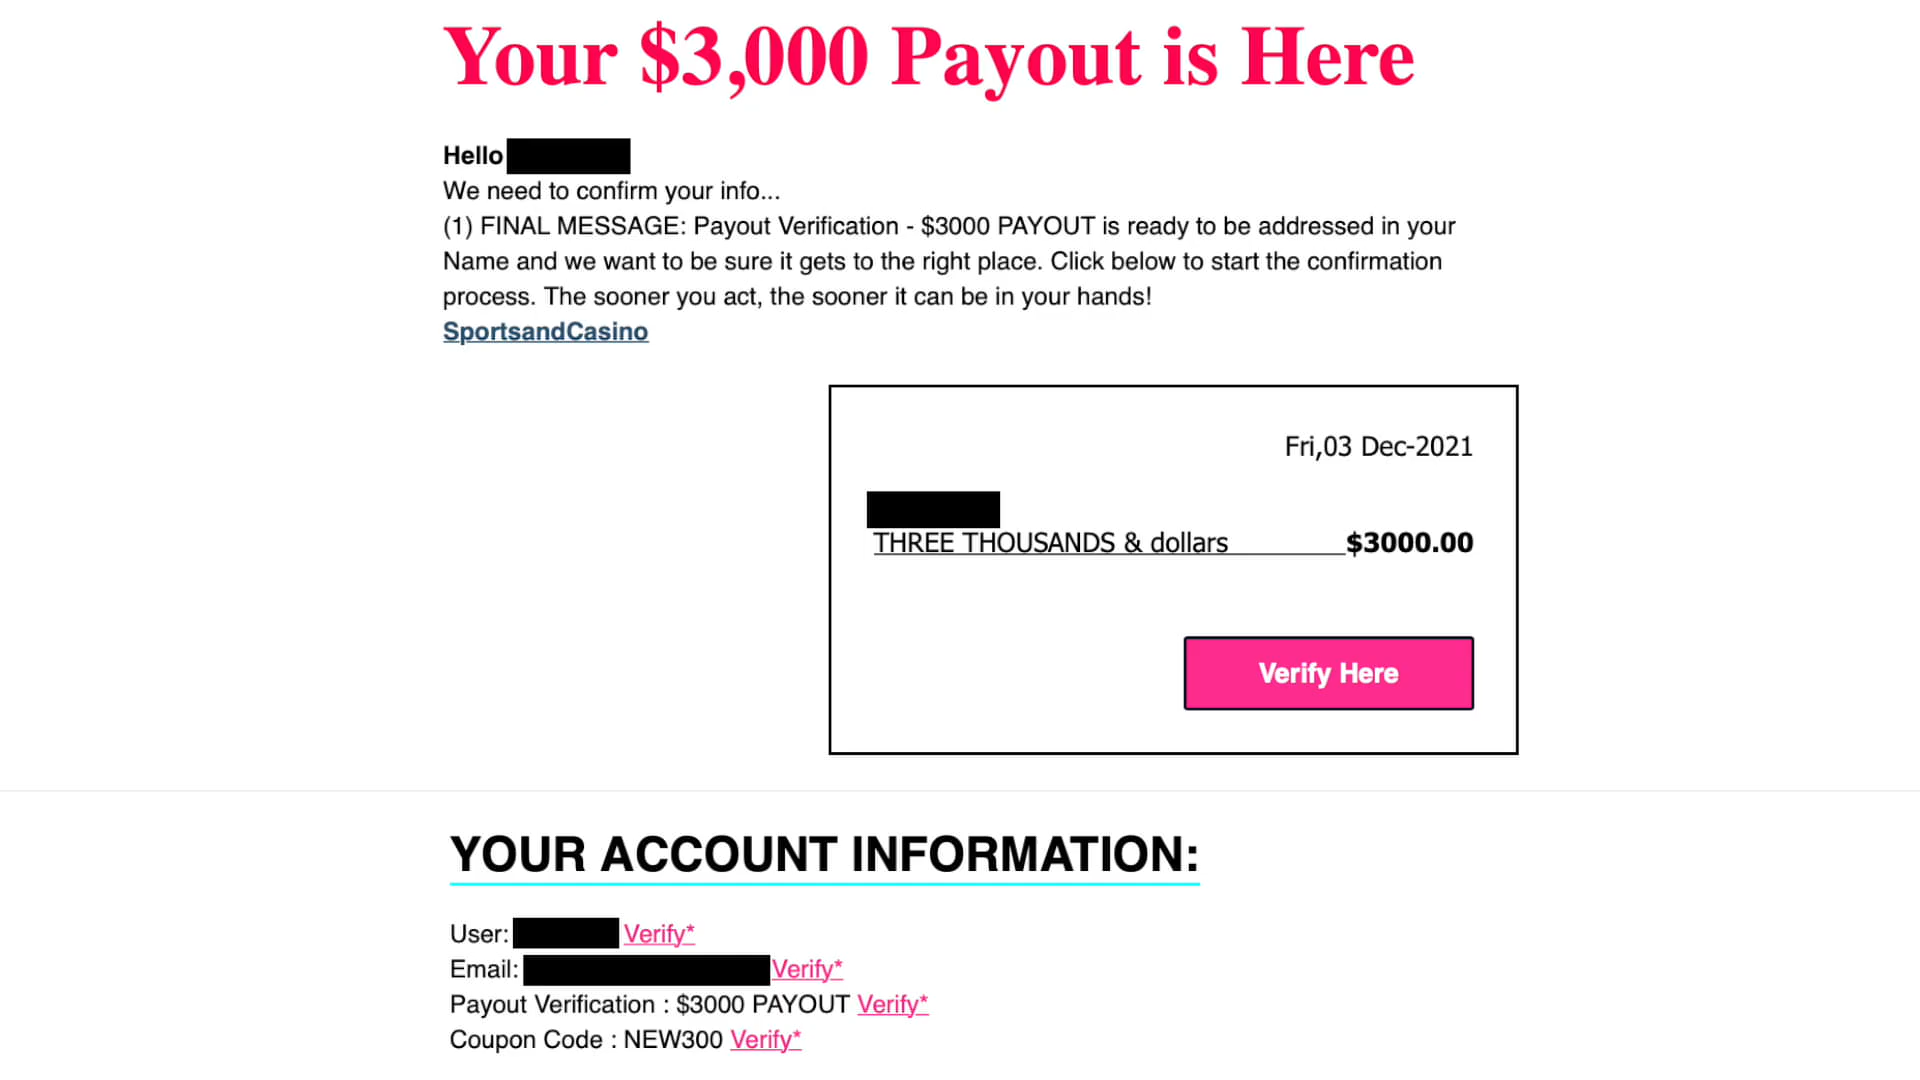 Your $3,000 Payout is Here
Hello
We need to confirm your info...
(1) FINAL MESSAGE: Payout Verification - $3000 PAYOUT is ready to be addressed in your
Name and we want to be sure it gets to the right place. Click below to start the confirmation
process. The sooner you act, the sooner it can be in your hands!
SportsandCasino
Fri,03 Dec-2021
THREE THOUSANDS & dollars $3000.00
Verify Here
YOUR ACCOUNT INFORMATION:
User: Verify*
Email: Verify*
Payout Verification : $3000 PAYOUT Verify*
Coupon Code : NEW300 Verify*